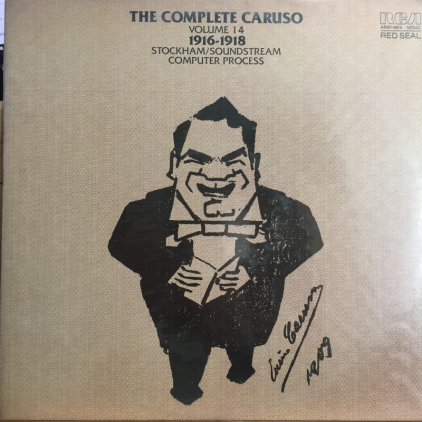 THE COMPLETE CARUSO
VOLUME 14
1916-1918
STOCKHAM/SOUNDSTREAM
COMPUTER PROCESS
RCA
RED SEAL
Enrico Caruso
1909